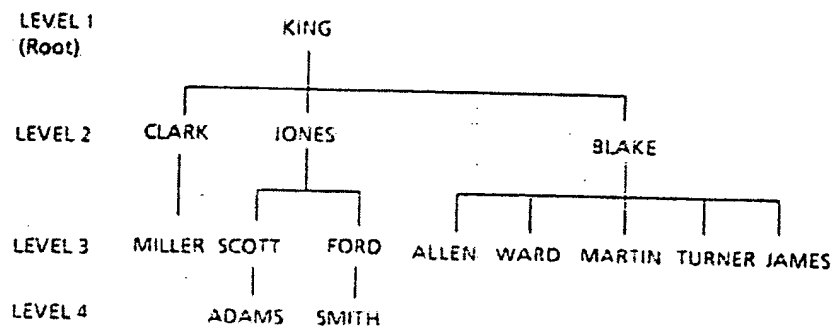 LEVEL 1 KING
(Root)
LEVEL 2 CLARK JONES BLAKE
LEVEL 3 MILLER SCOTT FORD ALLEN WARD MARTIN TURNER JAMES
LEVEL 4 ADAMS SMITH